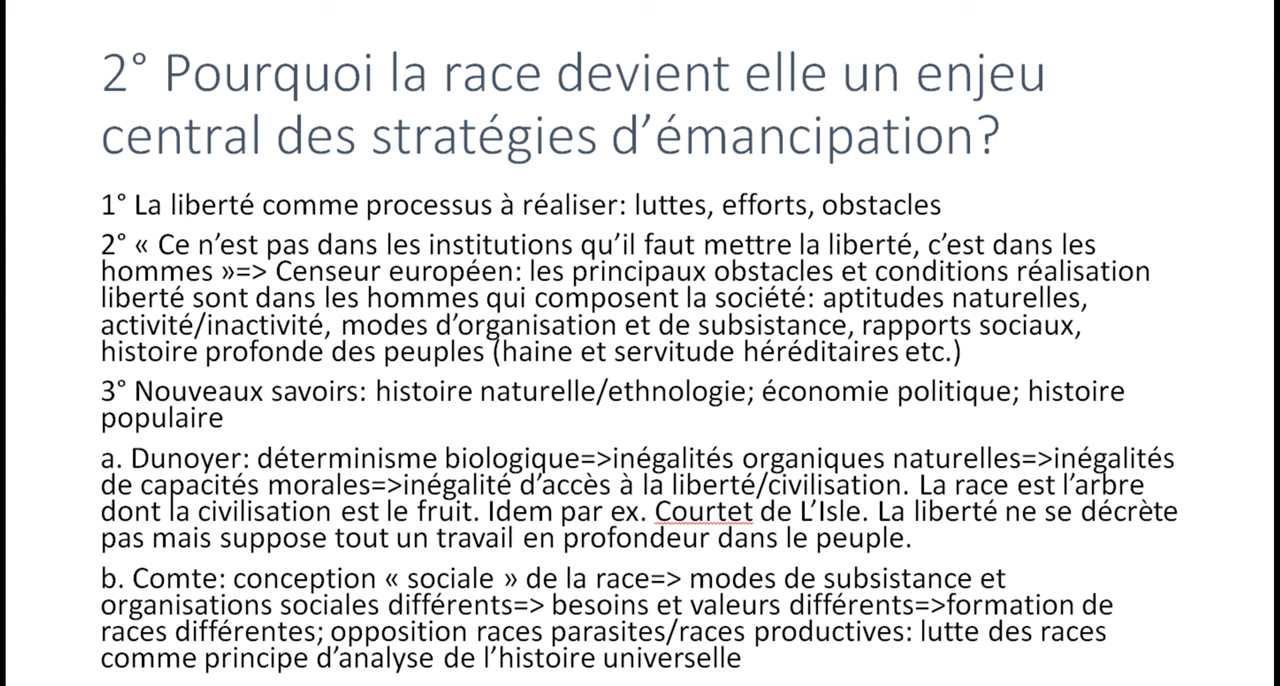 2° Pourquoi la race devient elle un enjeu
central des stratégies d’émancipation?
1° La liberté comme processus à réaliser: luttes, efforts, obstacles
2° « Ce n’est pas dans les institutions qu’il faut mettre la liberté, c’est dans les
hommes »=> Censeur européen: les principaux obstacles et conditions réalisation
liberté sont dans les hommes qui composent la société: aptitudes naturelles,
activité/inactivité, modes d’organisation et de subsistance, rapports sociaux,
histoire profonde des peuples (haine et servitude héréditaires etc.)
3° Nouveaux savoirs: histoire naturelle/ethnologie; économie politique; histoire
populaire
a. Dunoyer: déterminisme biologique=>inégalités organiques naturelles=>inégalités
de capacités morales=>inégalité d’accès à la liberté/civilisation. La race est l’arbre
dont la civilisation est le fruit. Idem par ex. Courtet de L’Isle. La liberté ne se décrète
pas mais suppose tout un travail en profondeur dans le peuple.
b. Comte: conception « sociale » de la race=> modes de subsistance et
organisations sociales différents=> besoins et valeurs différents=>formation de
races différentes; opposition races parasites/races productives: lutte des races
comme principe d’analyse de l’histoire universelle